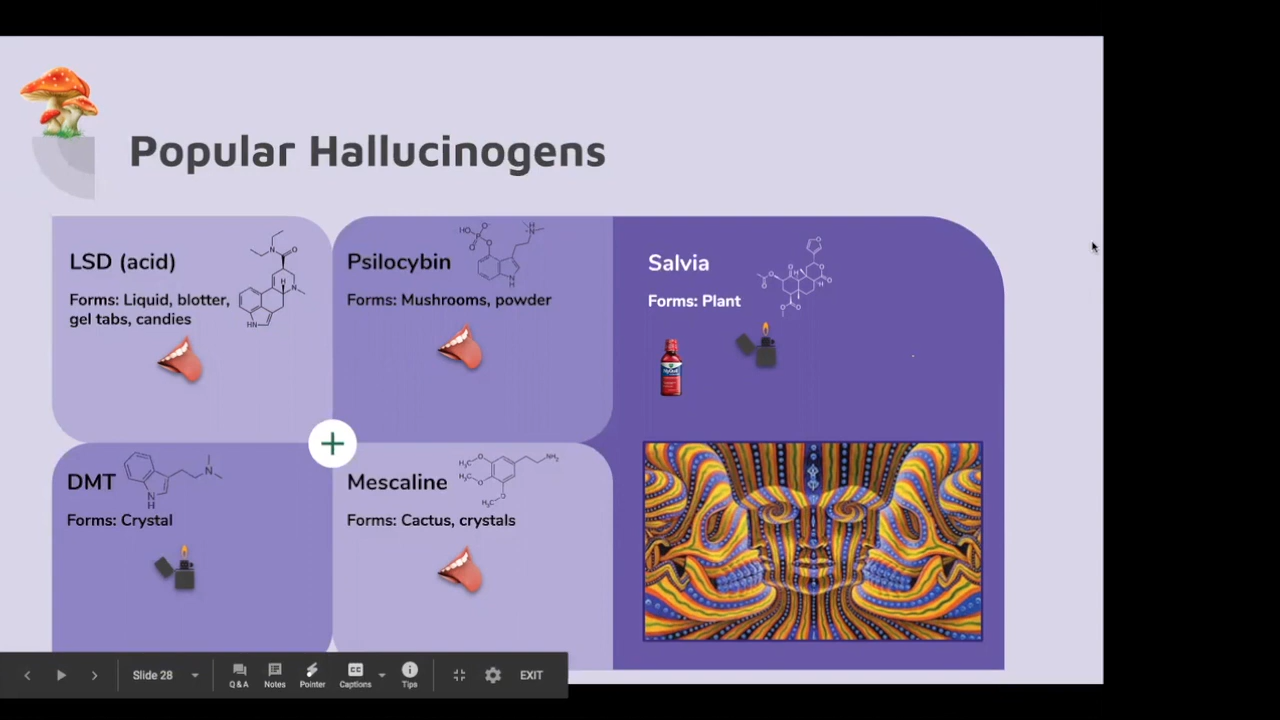 Popular Hallucinogens
LSD (acid)
Forms: Liquid, blotter,
gel tabs, candies
Psilocybin
Forms: Mushrooms, powder
Salvia
Forms: Plant
DMT
Forms: Crystal
Mescaline
Forms: Cactus, crystals
Slide 28
Q & A
Notes
Pointer
CC
Captions
Tips
EXIT